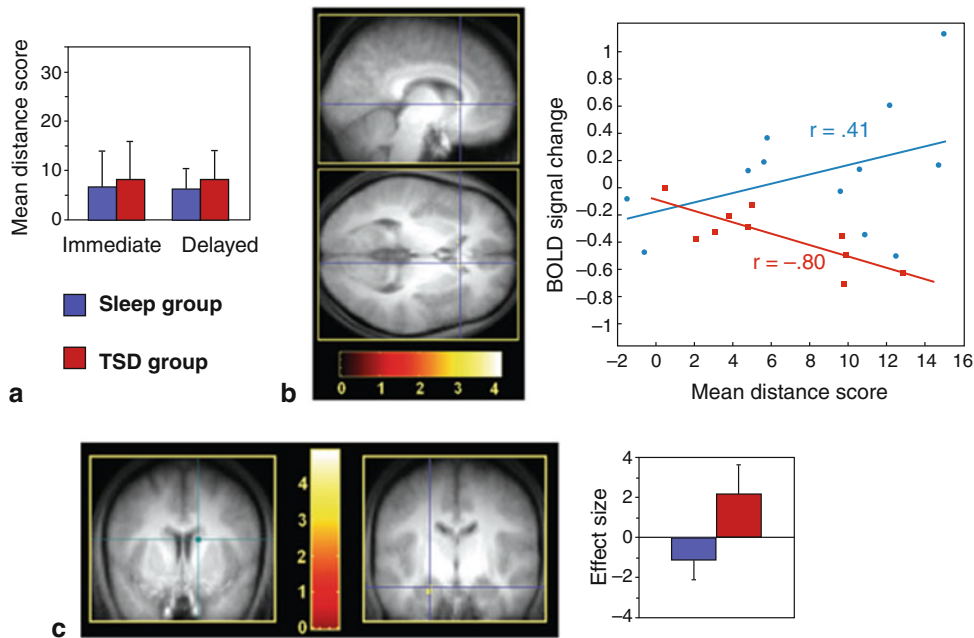 a
Mean distance score
30
20
10
0
Immediate Delayed
Sleep group
TSD group
b
0 1 2 3 4
BOLD signal change
1
0.6
0.4
0.2
0
−0.2
−0.4
−0.6
−0.8
−1
r = .41
r = −.80
−2 0 2 4 6 8 10 12 14 16
Mean distance score
c
4
3
2
1
0
Effect size
4
2
0
−2
−4